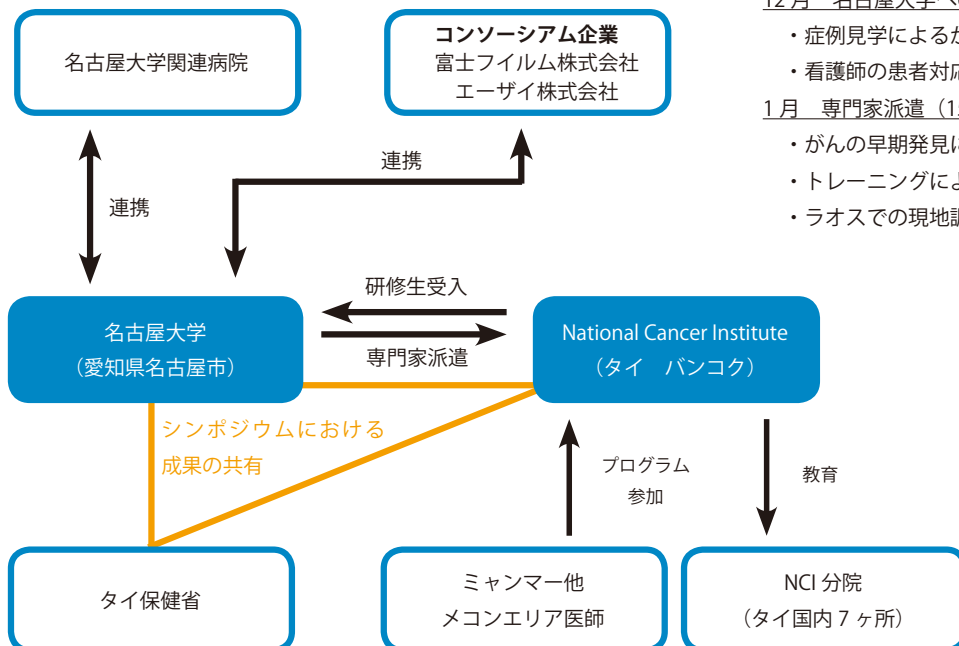 名古屋大学関連病院
コンソーシアム企業
富士フイルム株式会社
エーザイ株式会社
・症例見学による
・看護師の患者対応
1月 専門家派遣
・がんの早期発見
・トレーニングによ
・ラオスでの現地調
連携
連携
研修生受入
専門家派遣
名古屋大学
（愛知県名古屋市）
National Cancer Institute
（タイ バンコク）
シンポジウムにおける
成果の共有
プログラム
参加
教育
タイ保健省
ミャンマー他
メコンエリア医師
NCI 分院
（タイ国内 7 ヶ所）